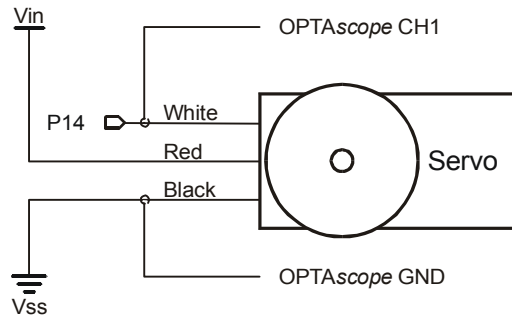 Vin
OPTAscope CH1
P14
White
Red
Servo
Black
OPTAscope GND
Vss